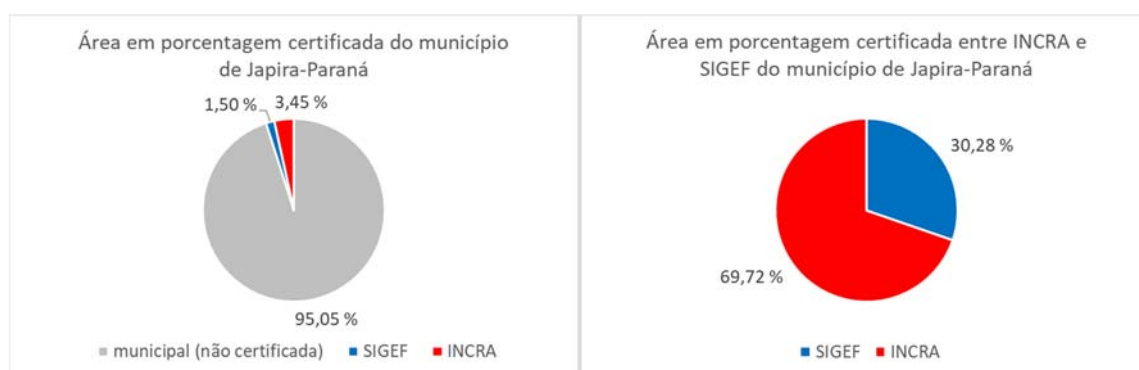 Área em porcentagem certificada do município
de Japira-Paraná
1,50 % 3,45 %
95,05 %
municipal (não certificada) SIGEF INCRA
Área em porcentagem certificada entre INCRA e
SIGEF do município de Japira-Paraná
30,28 %
69,72 %
SIGEF INCRA